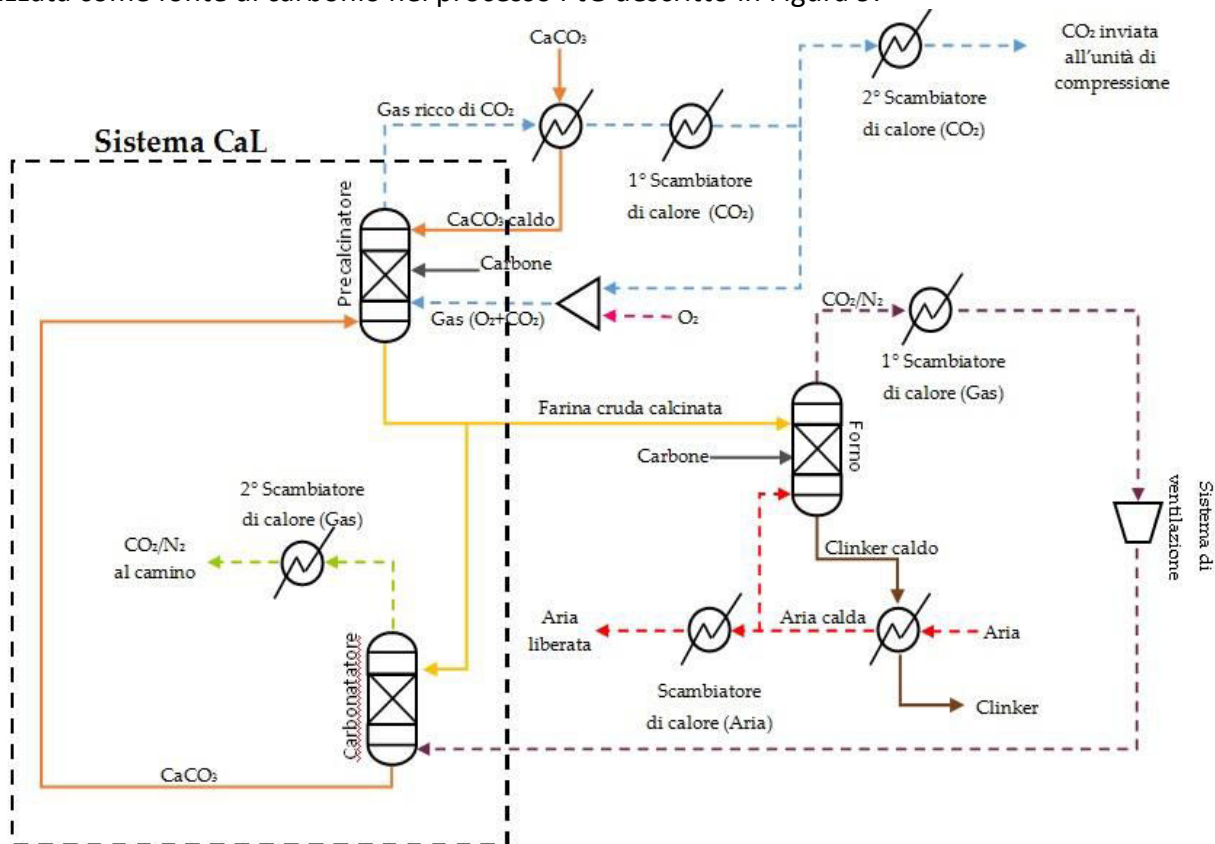 CaCO₃
CO₂ inviata
all'unità di
compressione
2° Scambiatore
di calore (CO₂)
Gas ricco di CO₂
Sistema CaL
1° Scambiatore
di calore (CO₂)
Precalcinatore
CaCO₃ caldo
Carbone
Gas (O₂+CO₂)
O₂
CO₂/N₂
1° Scambiatore
di calore (Gas)
Farina cruda calcinata
Carbone
Forno
Sistema di
ventilazione
2° Scambiatore
di calore (Gas)
CO₂/N₂
al camino
Clinker caldo
Aria
liberata
Aria calda
Aria
Scambiatore
di calore (Aria)
Clinker
Carbonatatore
CaCO₃